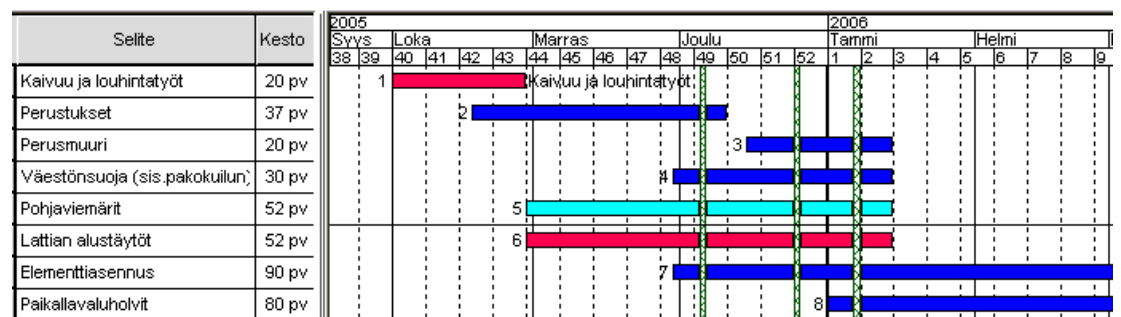 2005 2006
Selite Kesto Syys Loka Marras Joulu Tammi Helmi
38 39 40 41 42 43 44 45 46 47 48 49 50 51 52 1 2 3 4 5 6 7 8 9
Kaivuu ja louhintatyöt 20 pv 1 Kaivuu ja louhintatyöt
Perustukset 37 pv 2
Perusmuuri 20 pv 3
Väestönsuoja (sis.pakokuilun) 30 pv 4
Pohjaviemärit 52 pv 5
Lattian alustäytöt 52 pv 6
Elementtiasennus 90 pv 7
Paikallavaluholvit 80 pv 8